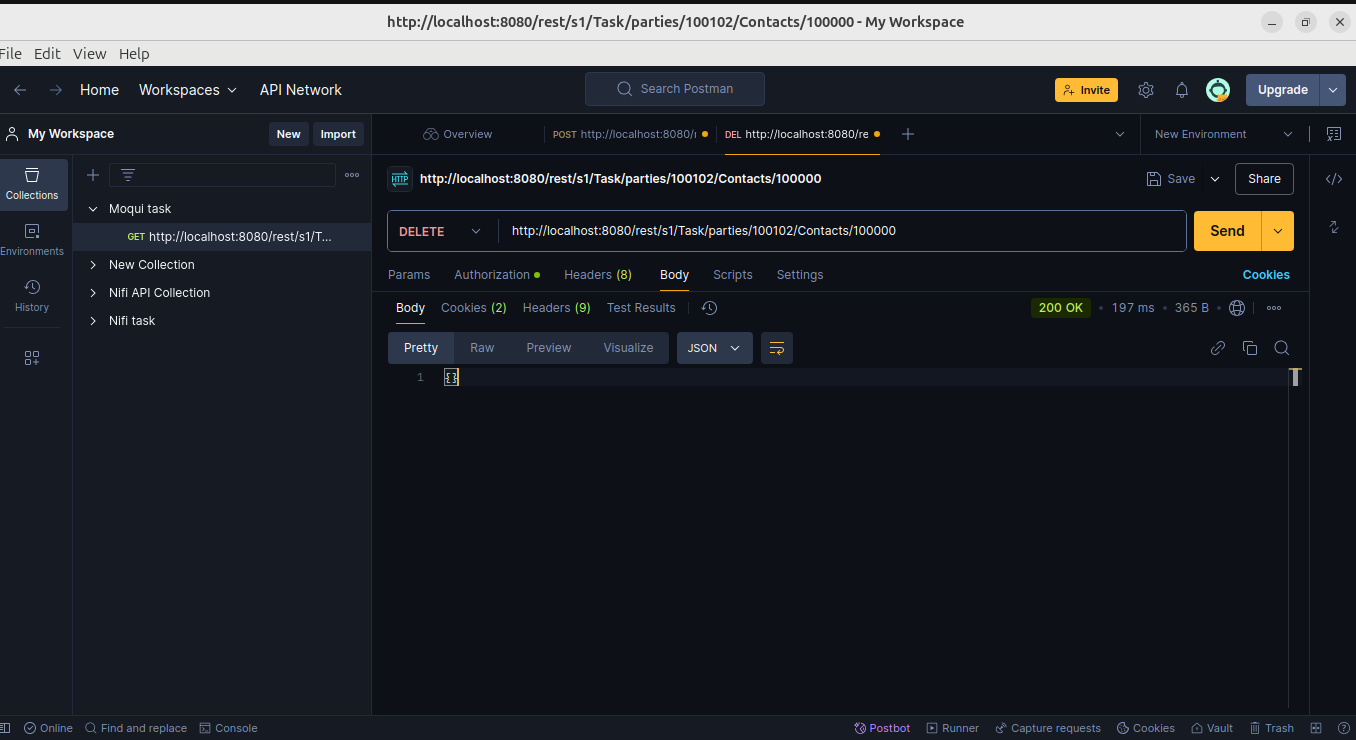 http://localhost:8080/rest/s1/Task/parties/100102/Contacts/100000 - My Workspace
File Edit View Help
Home Workspaces API Network Search Postman Invite Upgrade
My Workspace New Import Overview POST http://localhost:8080/r DEL http://localhost:8080/re New Environment
Collections
Environments
History
Moqui task
GET http://localhost:8080/rest/s1/T...
New Collection
Nifi API Collection
Nifi task
HTTP http://localhost:8080/rest/s1/Task/parties/100102/Contacts/100000 Save Share
DELETE http://localhost:8080/rest/s1/Task/parties/100102/Contacts/100000 Send
Params Authorization Headers (8) Body Scripts Settings Cookies
Body Cookies (2) Headers (9) Test Results 200 OK • 197 ms • 365 B •
Pretty Raw Preview Visualize JSON
1 {}
Online Find and replace Console Postbot Runner Capture requests Cookies Vault Trash